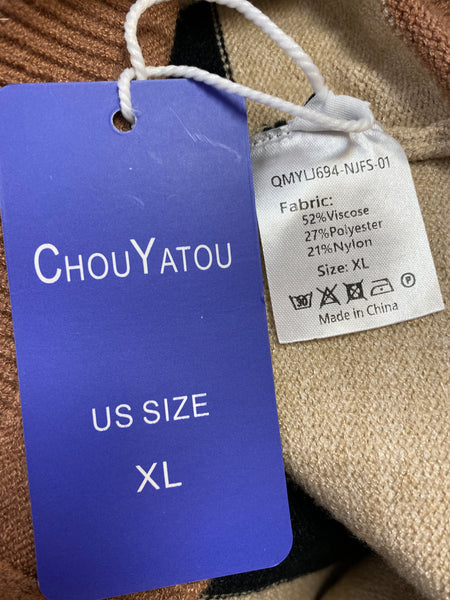 CHOUYATOU
US SIZE
XL
QMYLJ694-NJFS-01
Fabric:
52%Viscose
27%Polyester
21%Nylon
Size: XL
30
P
Made in China